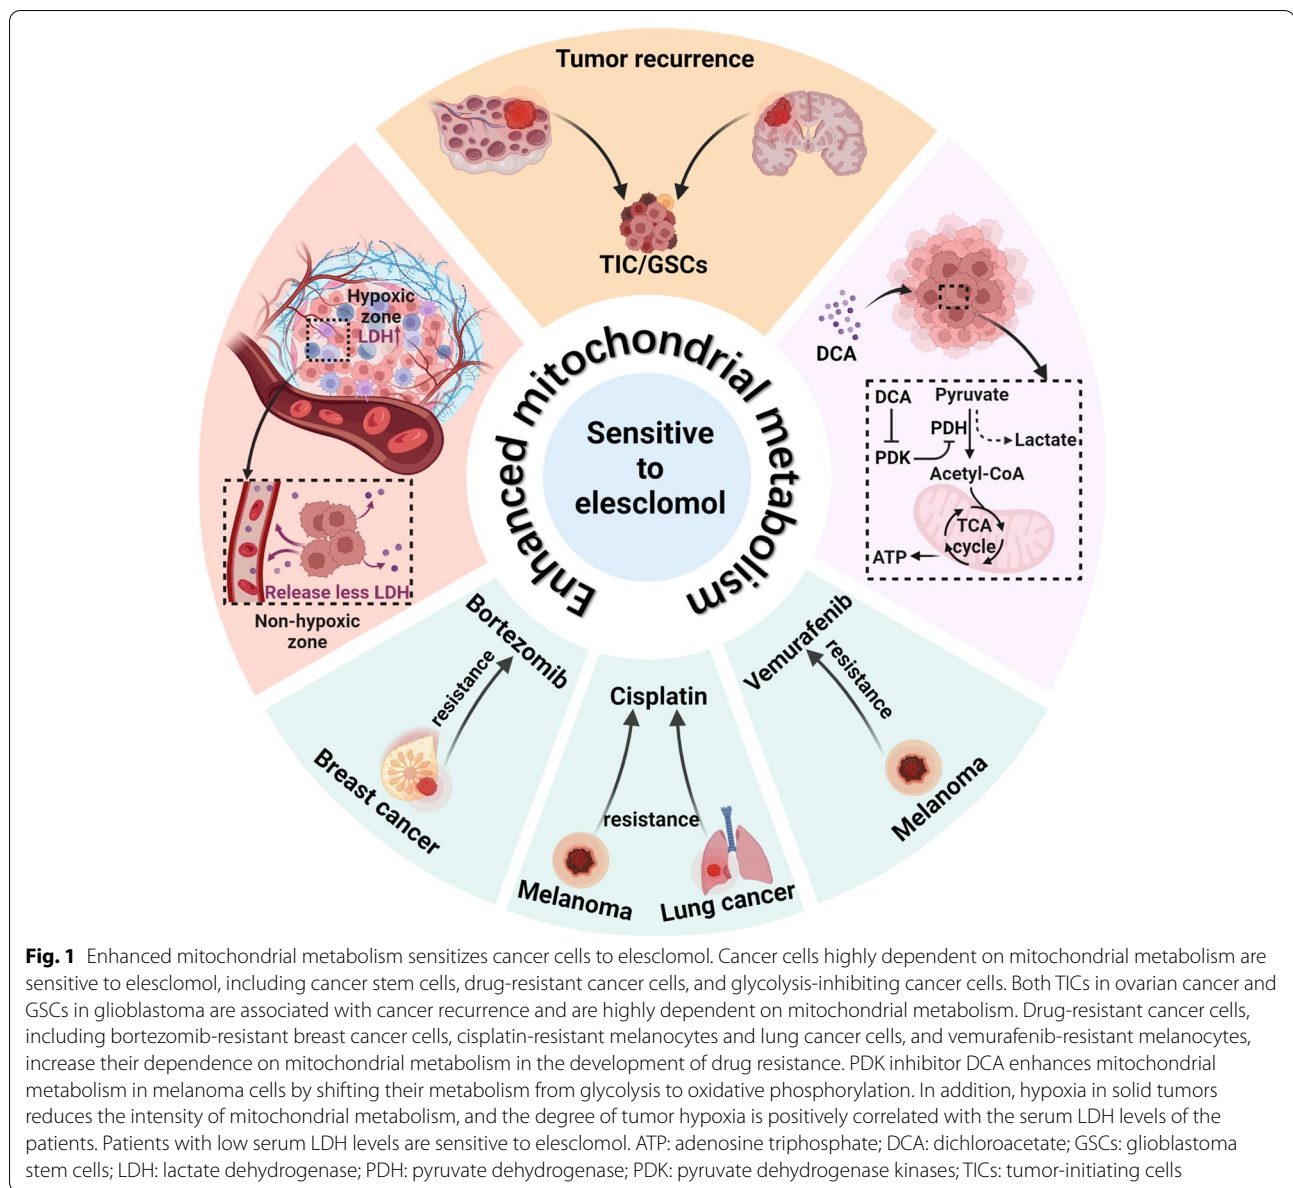 Tumor recurrence
TIC/GSCs
Hypoxic
zone
LDH↑
Release less LDH
Non-hypoxic
zone
DCA
DCA
Pyruvate
PDH
Lactate
PDK
Acetyl-CoA
TCA
cycle
ATP
Enhanced mitochondrial metabolism
Sensitive
to
elesclomol
Bortezomib
resistance
Breast cancer
Cisplatin
resistance
Melanoma
Lung cancer
Vemurafenib
resistance
Melanoma
Fig. 1 Enhanced mitochondrial metabolism sensitizes cancer cells to elesclomol. Cancer cells highly dependent on mitochondrial metabolism are
sensitive to elesclomol, including cancer stem cells, drug-resistant cancer cells, and glycolysis-inhibiting cancer cells. Both TICs in ovarian cancer and
GSCs in glioblastoma are associated with cancer recurrence and are highly dependent on mitochondrial metabolism. Drug-resistant cancer cells,
including bortezomib-resistant breast cancer cells, cisplatin-resistant melanocytes and lung cancer cells, and vemurafenib-resistant melanocytes,
increase their dependence on mitochondrial metabolism in the development of drug resistance. PDK inhibitor DCA enhances mitochondrial
metabolism in melanoma cells by shifting their metabolism from glycolysis to oxidative phosphorylation. In addition, hypoxia in solid tumors
reduces the intensity of mitochondrial metabolism, and the degree of tumor hypoxia is positively correlated with the serum LDH levels of the
patients. Patients with low serum LDH levels are sensitive to elesclomol. ATP: adenosine triphosphate; DCA: dichloroacetate; GSCs: glioblastoma
stem cells; LDH: lactate dehydrogenase; PDH: pyruvate dehydrogenase; PDK: pyruvate dehydrogenase kinases; TICs: tumor-initiating cells